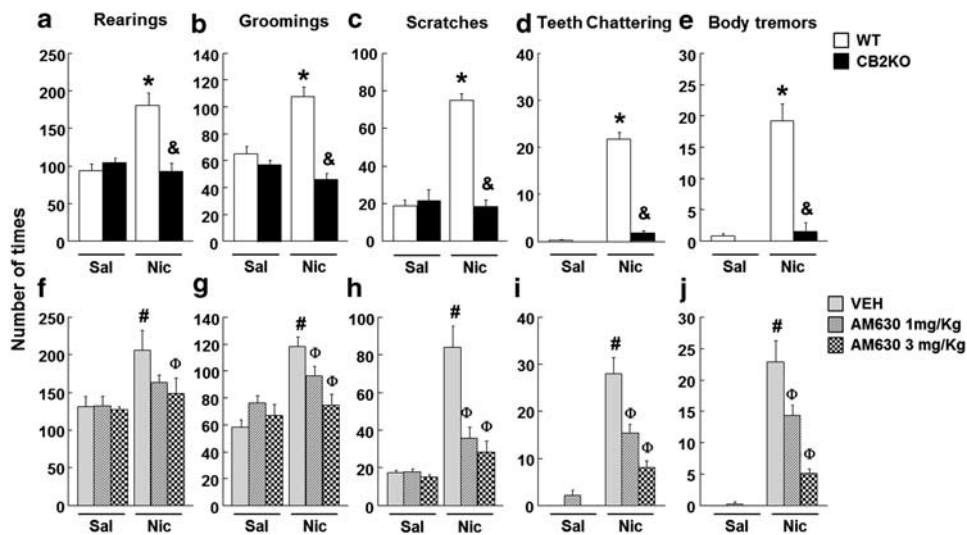 a Rearings b Groomings c Scratches d Teeth Chattering e Body tremors
WT
CB2KO
Number of times
250
200
150
100
50
0
*
&
Sal Nic
140
120
100
80
60
40
20
0
*
&
Sal Nic
100
80
60
40
20
0
*
&
Sal Nic
40
30
20
10
0
*
&
Sal Nic
30
25
20
15
10
5
0
*
&
Sal Nic
f g h i j
VEH
AM630 1mg/Kg
AM630 3 mg/Kg
250
200
150
100
50
0
#
Φ
Sal Nic
120
100
80
60
40
20
0
#
Φ
Φ
Sal Nic
100
80
60
40
20
0
#
Φ
Φ
Sal Nic
40
30
20
10
0
#
Φ
Φ
Sal Nic
30
25
20
15
10
5
0
#
Φ
Φ
Sal Nic